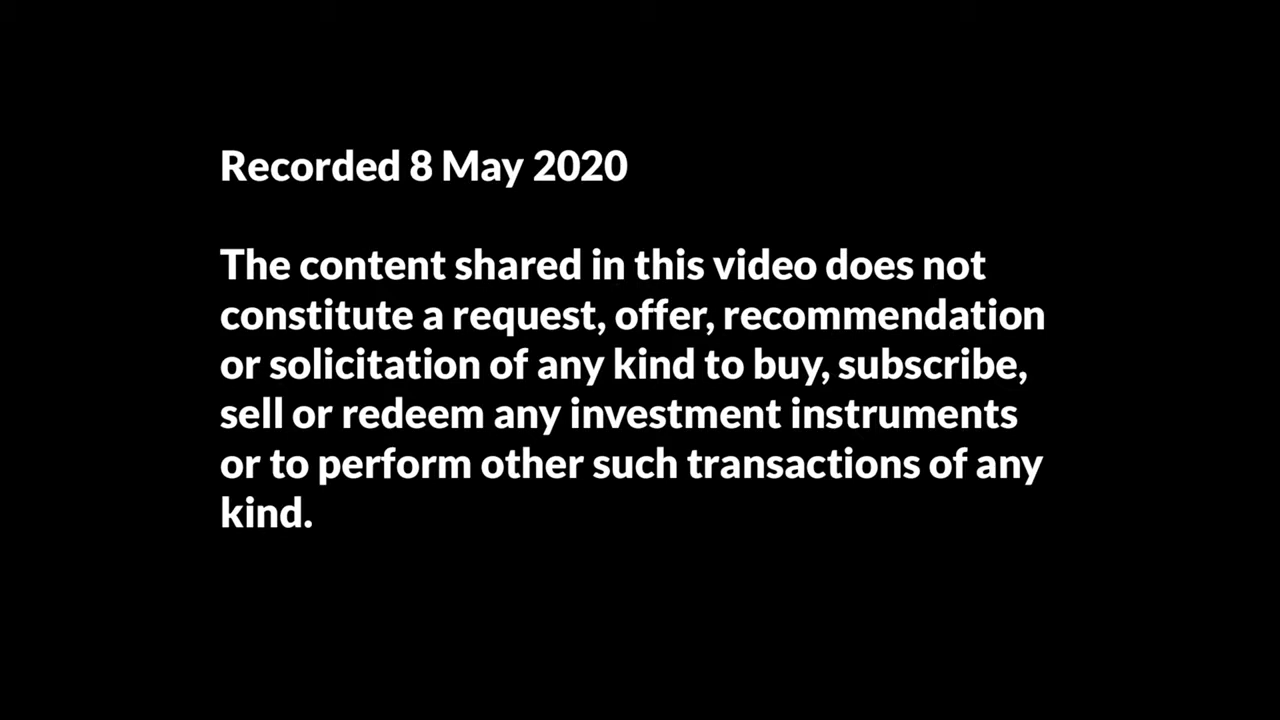 Recorded 8 May 2020
The content shared in this video does not
constitute a request, offer, recommendation
or solicitation of any kind to buy, subscribe,
sell or redeem any investment instruments
or to perform other such transactions of any
kind.